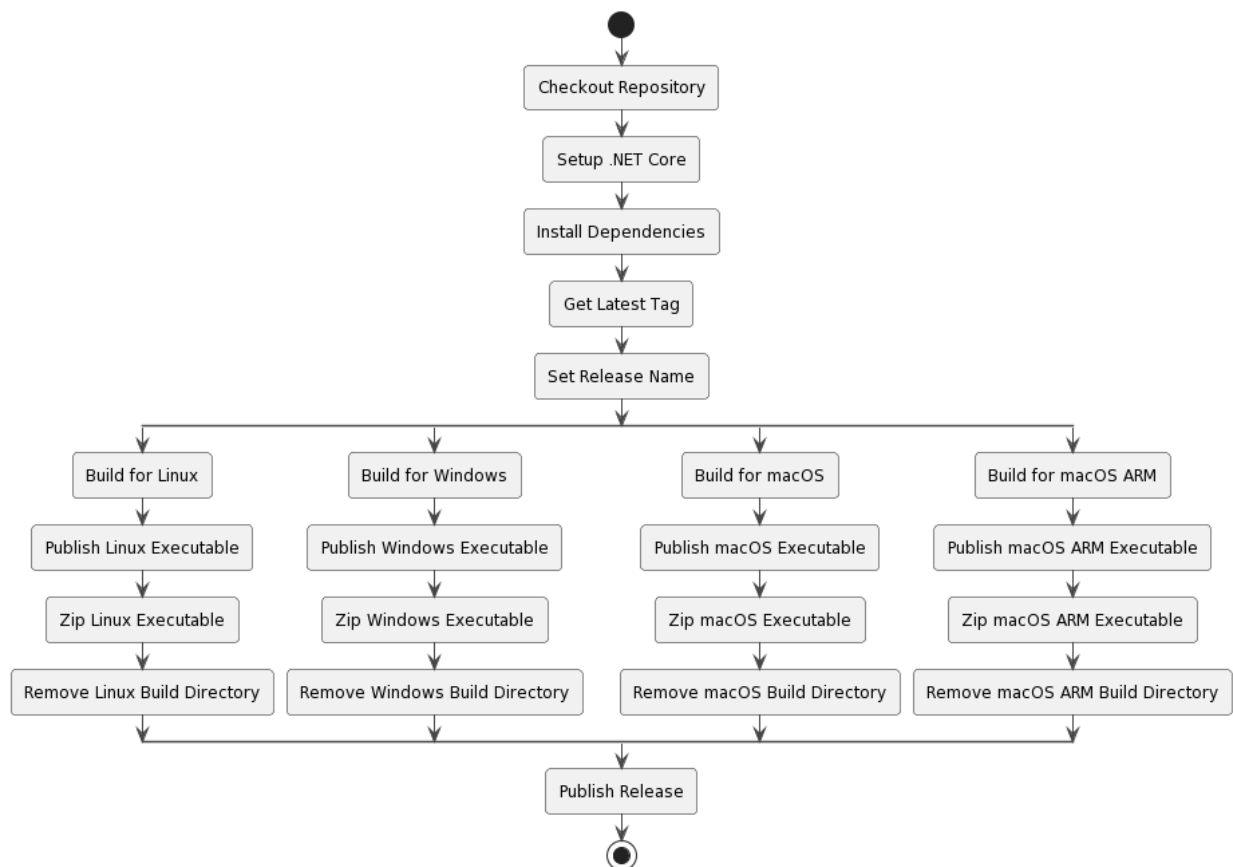 Checkout Repository
Setup .NET Core
Install Dependencies
Get Latest Tag
Set Release Name
Build for Linux
Build for Windows
Build for macOS
Build for macOS ARM
Publish Linux Executable
Publish Windows Executable
Publish macOS Executable
Publish macOS ARM Executable
Zip Linux Executable
Zip Windows Executable
Zip macOS Executable
Zip macOS ARM Executable
Remove Linux Build Directory
Remove Windows Build Directory
Remove macOS Build Directory
Remove macOS ARM Build Directory
Publish Release